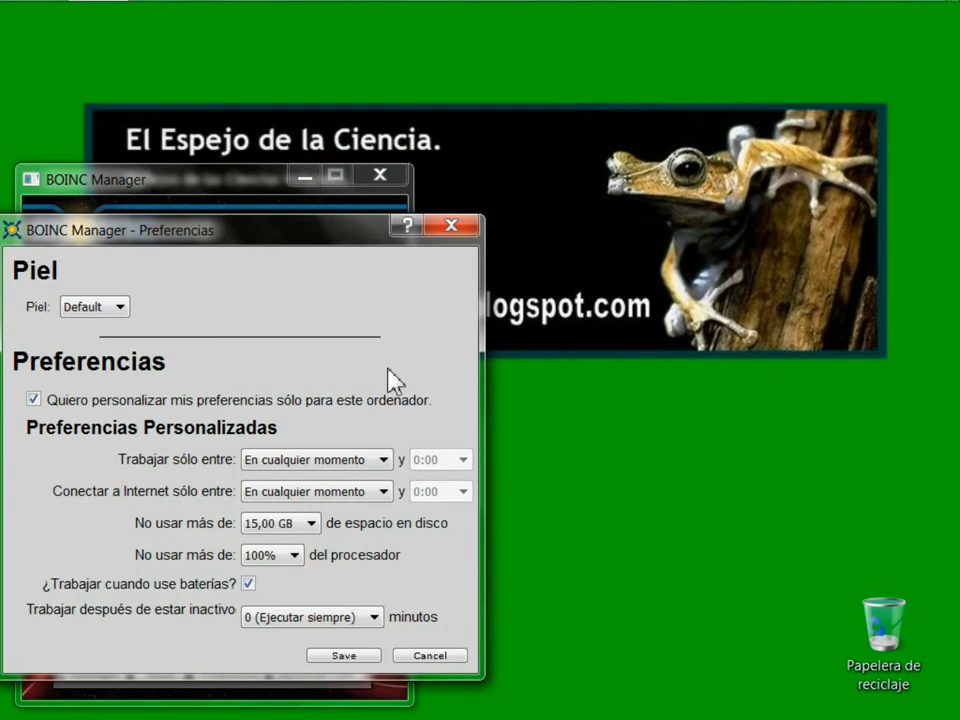 El Espejo de la Ciencia.
BOINC Manager
BOINC Manager - Preferencias
logspot.com
Piel
Piel: Default
Preferencias
Quiero personalizar mis preferencias sólo para este ordenador.
Preferencias Personalizadas
Trabajar sólo entre: En cualquier momento y 0:00
Conectar a Internet sólo entre: En cualquier momento y 0:00
No usar más de: 15,00 GB de espacio en disco
No usar más de: 100% del procesador
¿Trabajar cuando use baterías?
Trabajar después de estar inactivo 0 (Ejecutar siempre) minutos
Save Cancel
Papelera de
reciclaje